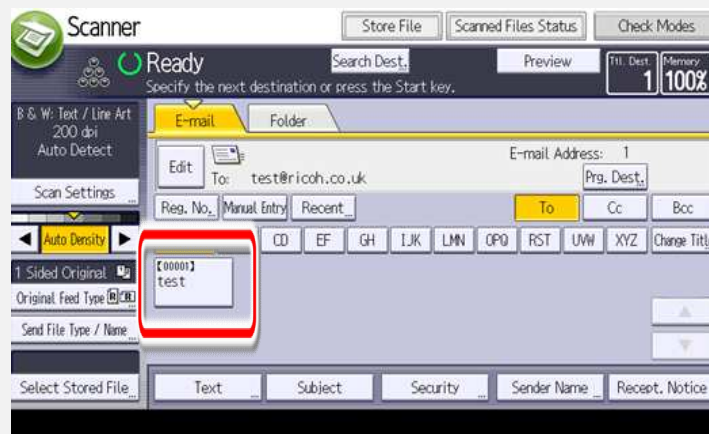 Scanner
Store File
Scanned Files Status
Check Modes
Ready
Search Dest.
Preview
Ttl. Dest.
1
Memory
100%
Specify the next destination or press the Start key.
B & W: Text / Line Art
200 dpi
Auto Detect
Scan Settings
Auto Density
1 Sided Original
Original Feed Type
Send File Type / Name
Select Stored File
E-mail
Folder
Edit
To: test@ricoh.co.uk
E-mail Address: 1
Prg. Dest.
Reg. No.
Manual Entry
Recent
To
Cc
Bcc
CD
EF
GH
IJK
LMN
OPQ
RST
UVW
XYZ
[00001]
test
Text
Subject
Security
Sender Name
Recept. Notice